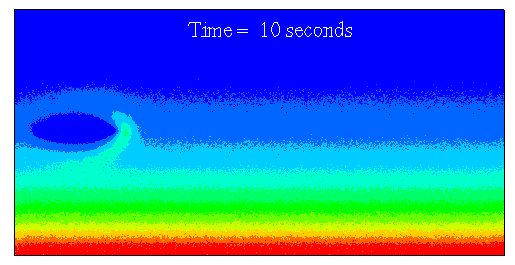 Time = 10 seconds